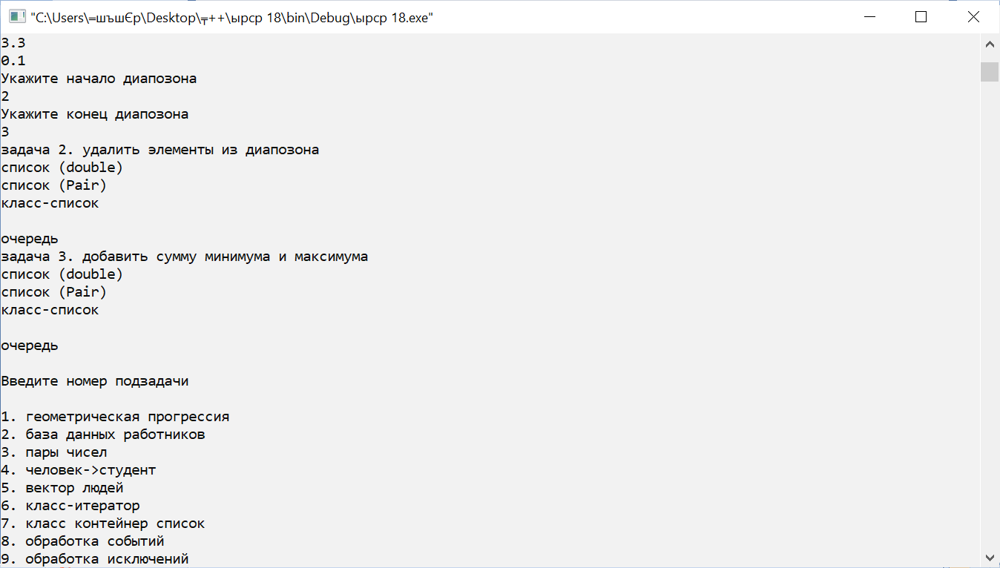 "C:\Users\═шъшЄр\Desktop\╤++\ырср 18\bin\Debug\ырср 18.exe"
3.3
0.1
Укажите начало диапозона
2
Укажите конец диапозона
3
задача 2. удалить элементы из диапозона
список (double)
список (Pair)
класс-список
очередь
задача 3. добавить сумму минимума и максимума
список (double)
список (Pair)
класс-список
очередь
Введите номер подзадачи
1. геометрическая прогрессия
2. база данных работников
3. пары чисел
4. человек->студент
5. вектор людей
6. класс-итератор
7. класс контейнер список
8. обработка событий
9. обработка исключений